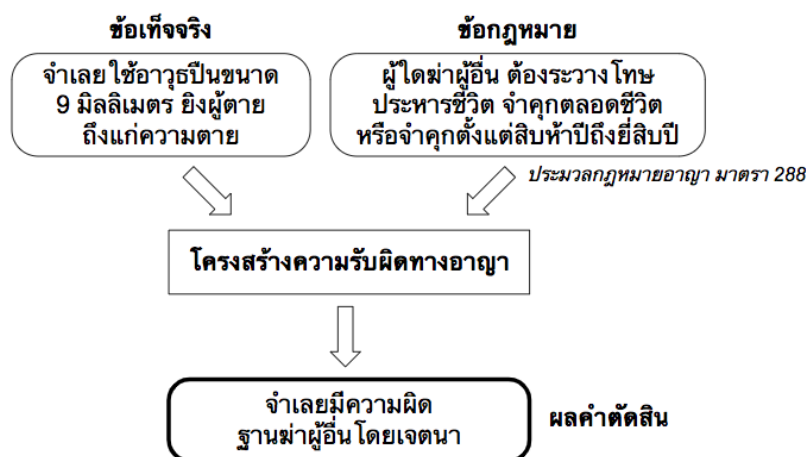 ข้อเท็จจริง
จำเลยใช้อาวุธปืนขนาด
9 มิลลิเมตร ยิงผู้ตาย
ถึงแก่ความตาย
ข้อกฎหมาย
ผู้ใดฆ่าผู้อื่น ต้องระวางโทษ
ประหารชีวิต จำคุกตลอดชีวิต
หรือจำคุกตั้งแต่สิบห้าปีถึงยี่สิบปี
ประมวลกฎหมายอาญา มาตรา 288
โครงสร้างความรับผิดทางอาญา
จำเลยมีความผิด
ฐานฆ่าผู้อื่นโดยเจตนา
ผลคำตัดสิน